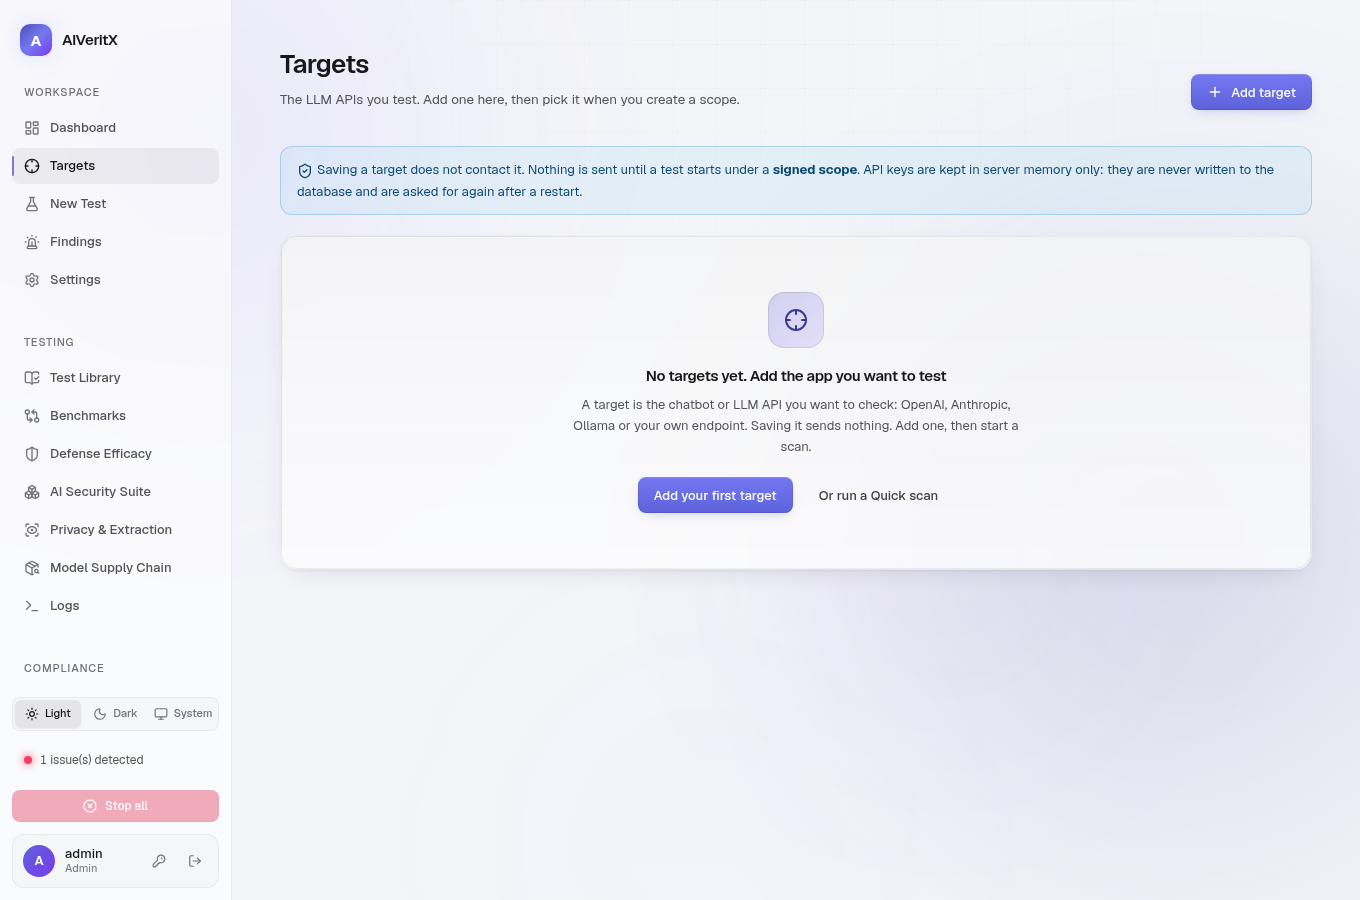 A
AIVeritX
WORKSPACE
Dashboard
Targets
New Test
Findings
Settings
TESTING
Test Library
Benchmarks
Defense Efficacy
AI Security Suite
Privacy & Extraction
Model Supply Chain
Logs
COMPLIANCE
Light
Dark
System
1 issue(s) detected
Stop all
A
admin
Admin
Targets
The LLM APIs you test. Add one here, then pick it when you create a scope.
Add target
Saving a target does not contact it. Nothing is sent until a test starts under a signed scope. API keys are kept in server memory only: they are never written to the
database and are asked for again after a restart.
No targets yet. Add the app you want to test
A target is the chatbot or LLM API you want to check: OpenAI, Anthropic,
Ollama or your own endpoint. Saving it sends nothing. Add one, then start a
scan.
Add your first target
Or run a Quick scan